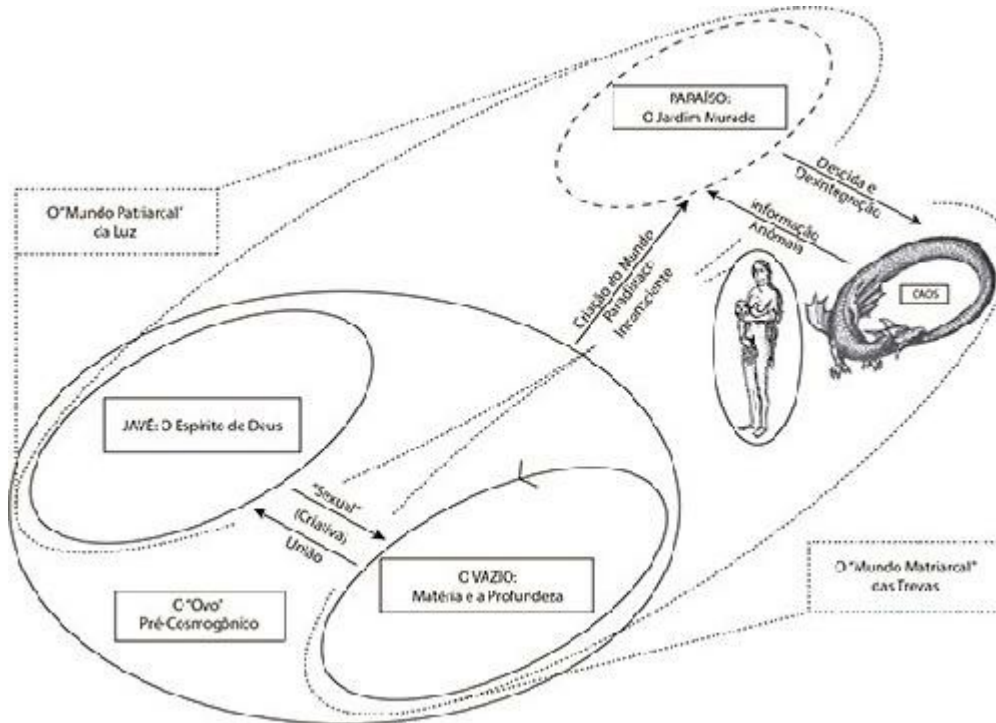 PARAÍSO:
O Jardim Murado
Descida e
Desintegração
Informação
Anômala
CAOS
O "Mundo Patriarcal"
da Luz
Criação do Mundo
Paradisíaco
Inconsciente
JAVÉ: O Espírito de Deus
"Sexual"
(Criativa)
União
O VAZIO:
Matéria e a Profundeza
O "Ovo"
Pré-Cosmogônico
O "Mundo Matriarcal"
das Trevas